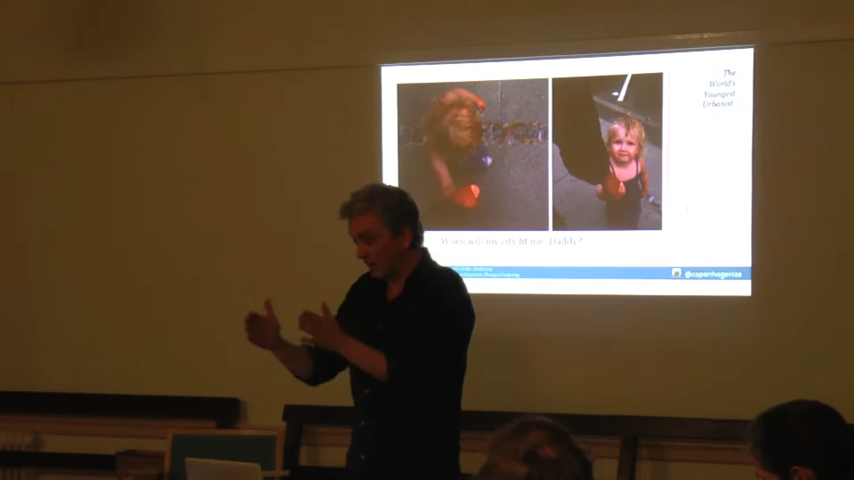 The
World's
Youngest
Urbanist
When will my city fit me, Daddy?
@copenhagenize